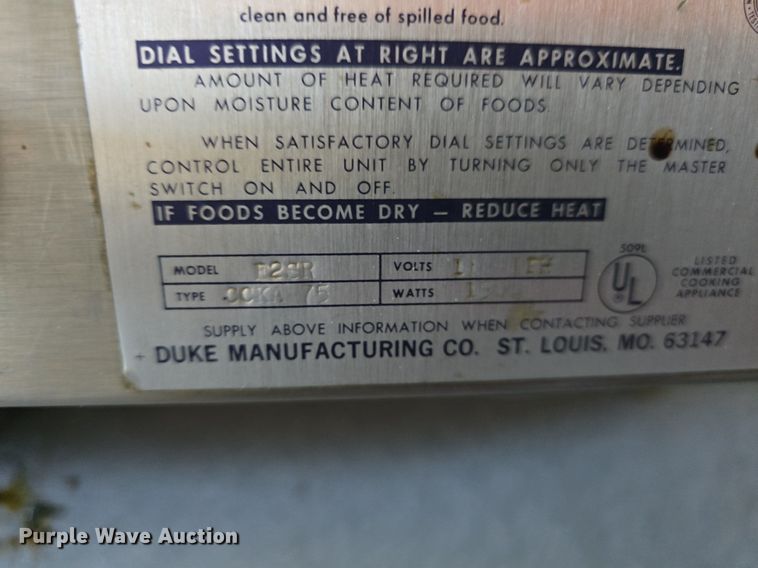 clean and free of spilled food.
DIAL SETTINGS AT RIGHT ARE APPROXIMATE.
AMOUNT OF HEAT REQUIRED WILL VARY DEPENDING
UPON MOISTURE CONTENT OF FOODS
WHEN SATISFACTORY DIAL SETTINGS ARE DETERMINED,
CONTROL ENTIRE UNIT BY TURNING ONLY THE MASTER
SWITCH ON AND OFF.
IF FOODS BECOME DRY — REDUCE HEAT
MODEL VOLTS
TYPE WATTS
509L
UL
®
LISTED
COMMERCIAL
COOKING
APPLIANCE
SUPPLY ABOVE INFORMATION WHEN CONTACTING SUPPLIER
DUKE MANUFACTURING CO. ST. LOUIS, MO. 63147
Purple Wave Auction